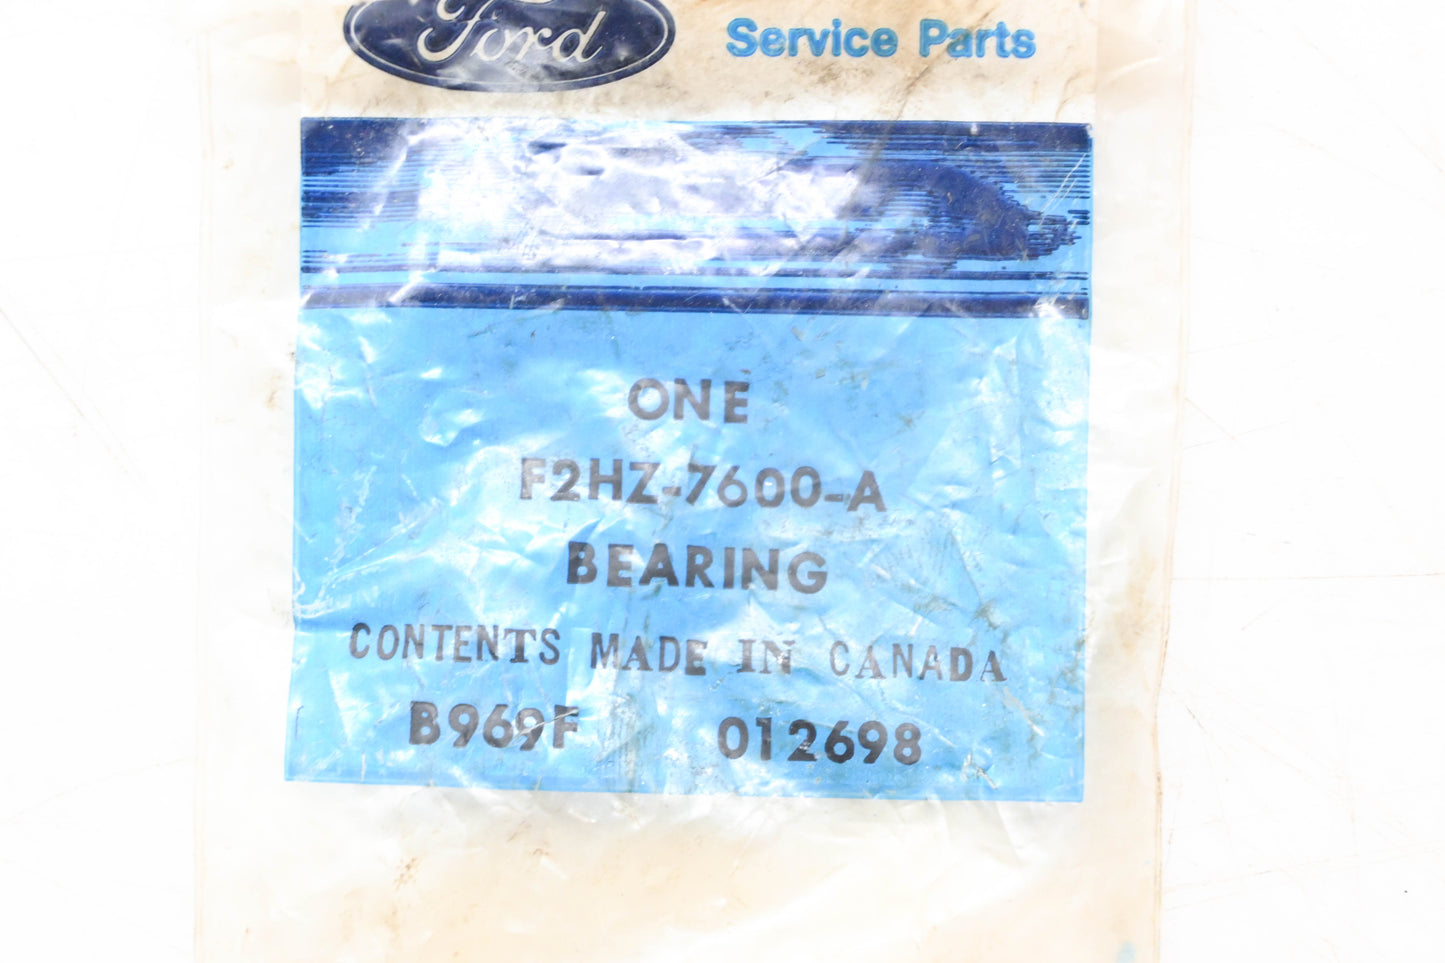 Ford
Service Parts
ONE
F2HZ-7600-A
BEARING
CONTENTS MADE IN CANADA
B969F 012698